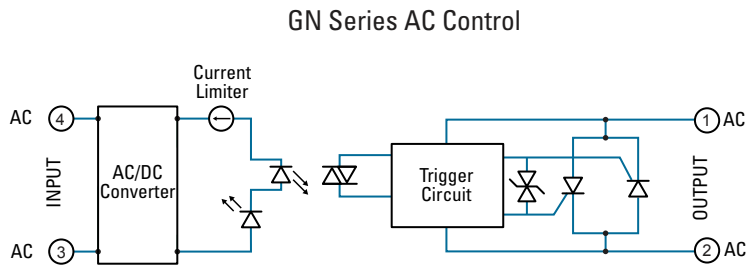 GN Series AC Control
Current
Limiter
AC 4
1 AC
INPUT
AC/DC
Converter
Trigger
Circuit
OUTPUT
AC 3
2 AC